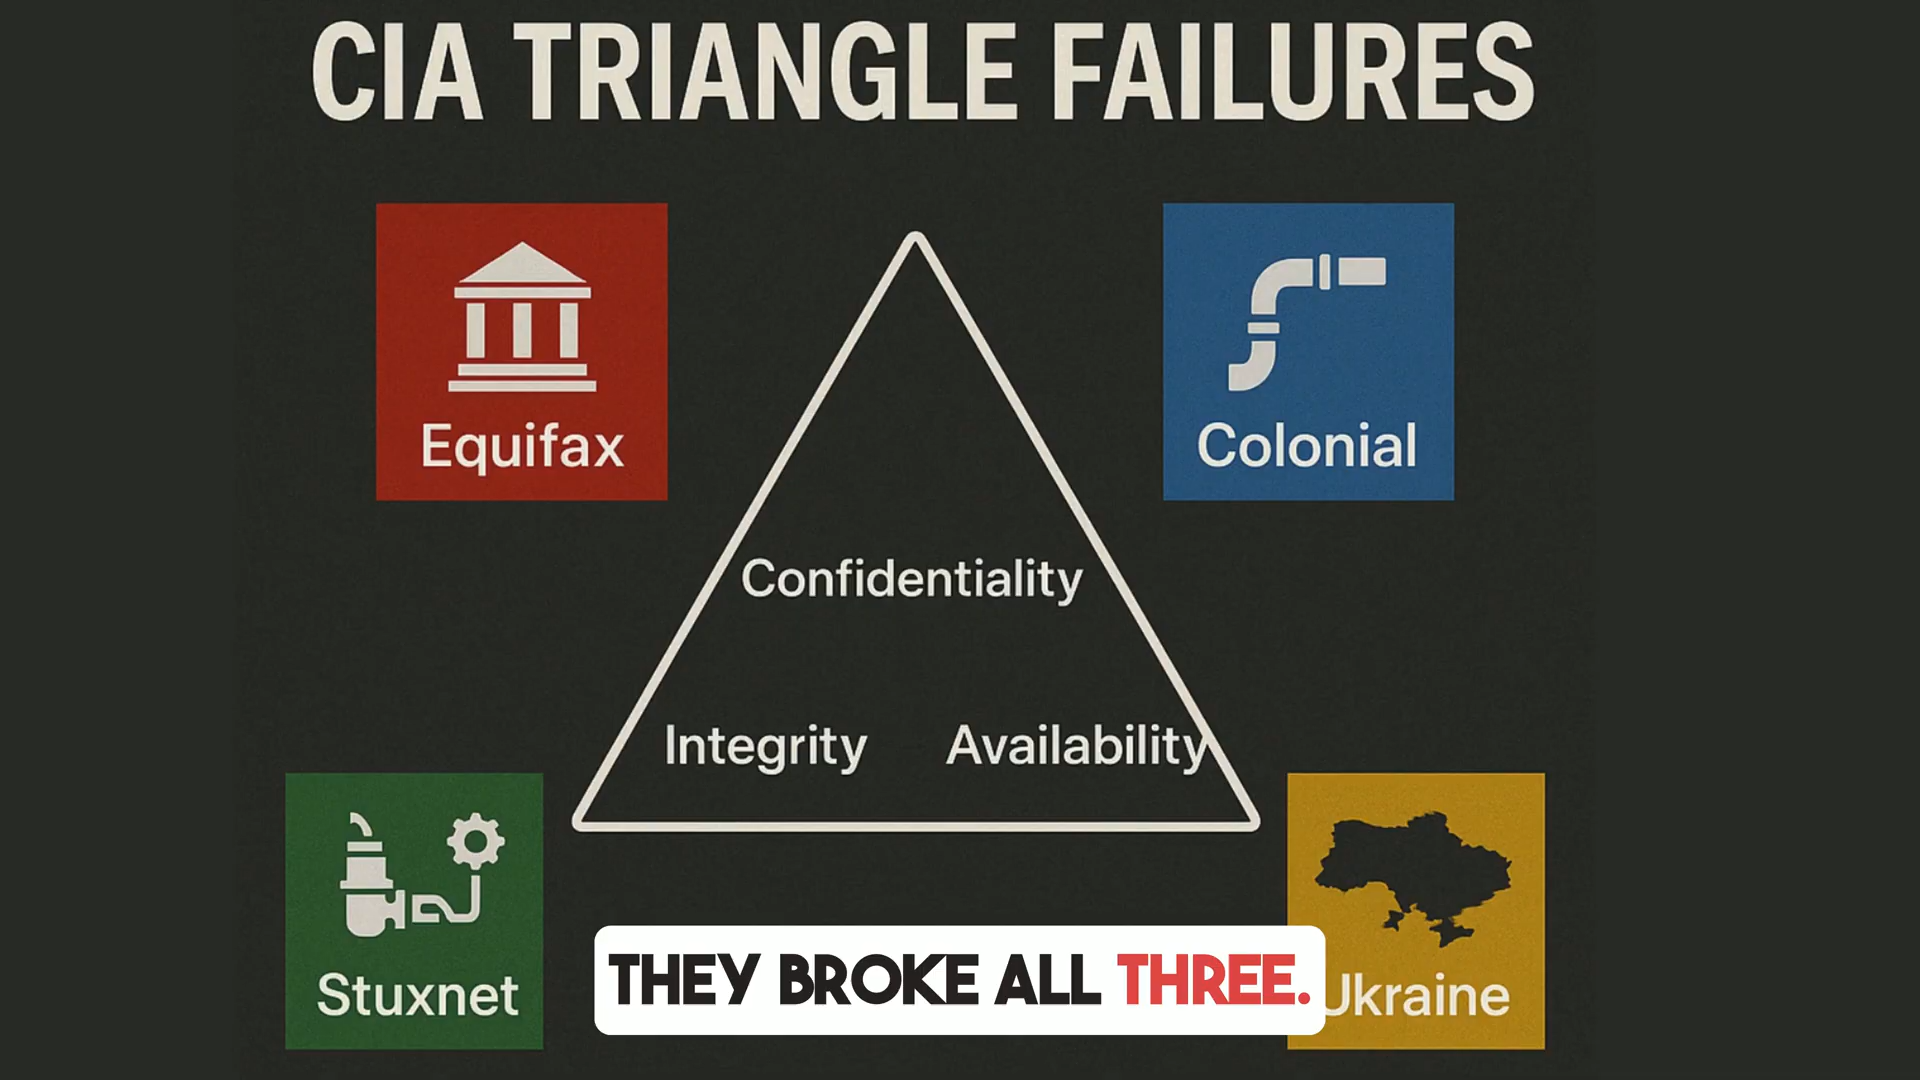 CIA TRIANGLE FAILURES
Equifax
Colonial
Confidentiality
Integrity
Availability
Stuxnet
THEY BROKE ALL THREE.
Ukraine